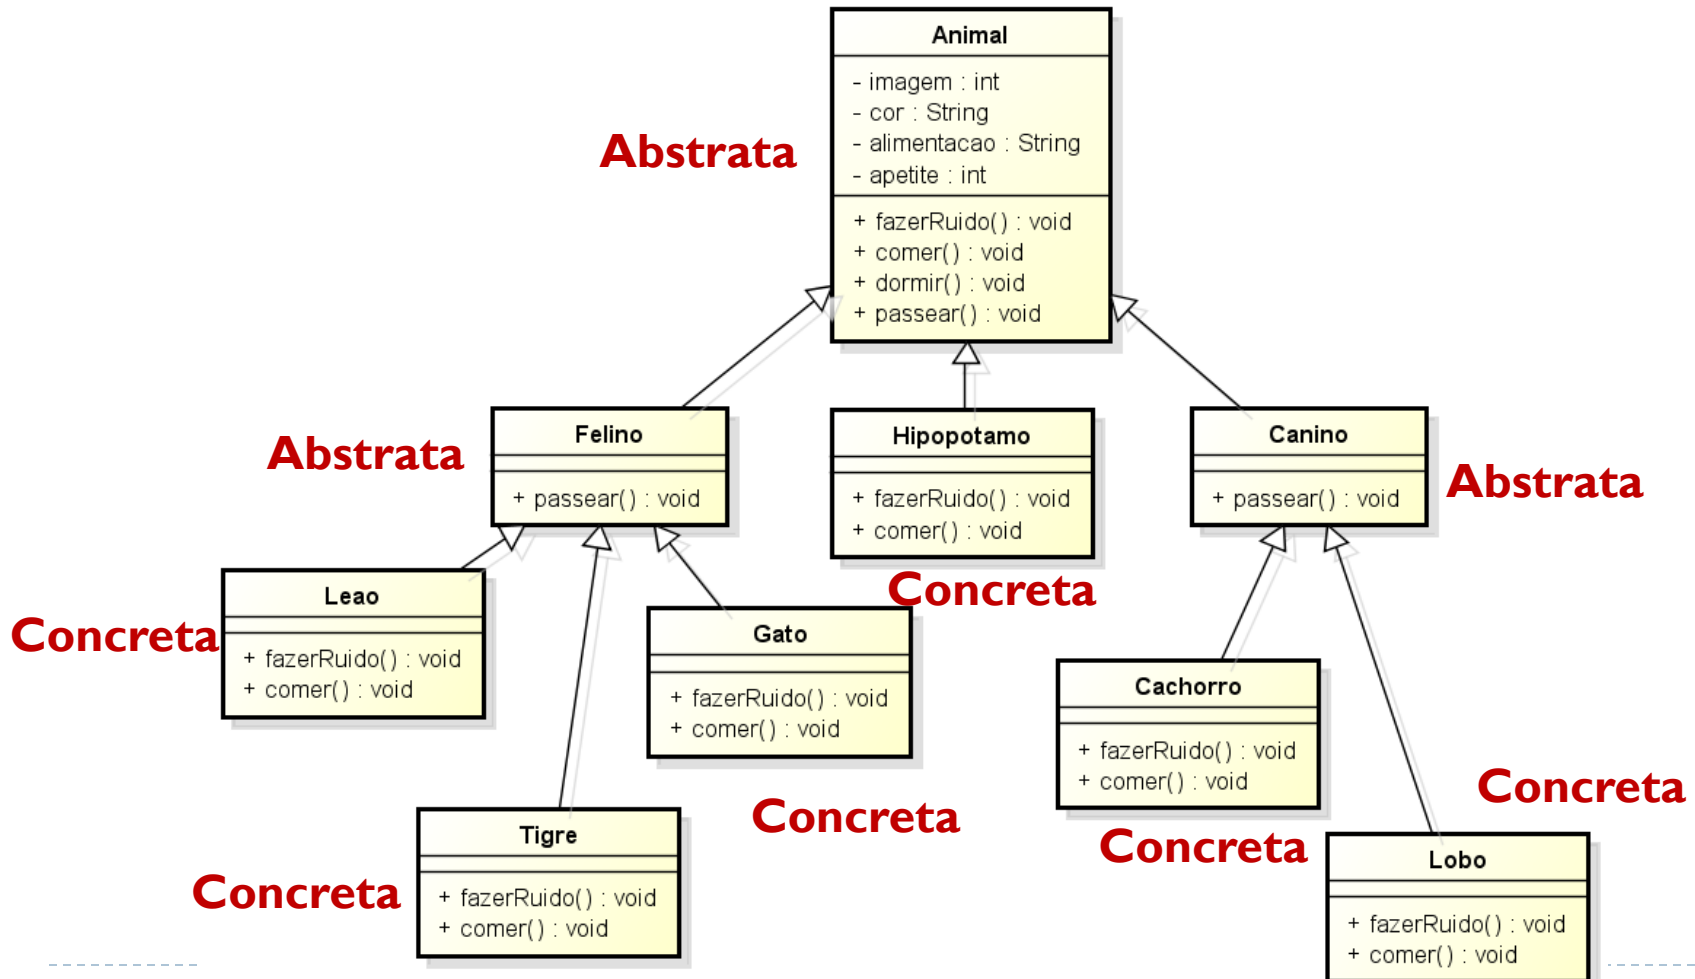 Animal
- imagem : int
- cor : String
- alimentacao : String
- apetite : int
+ fazerRuido() : void
+ comer() : void
+ dormir() : void
+ passear() : void
Abstrata
Felino
+ passear() : void
Abstrata
Hipopotamo
+ fazerRuido() : void
+ comer() : void
Concreta
Canino
+ passear() : void
Abstrata
Leao
+ fazerRuido() : void
+ comer() : void
Concreta
Gato
+ fazerRuido() : void
+ comer() : void
Concreta
Cachorro
+ fazerRuido() : void
+ comer() : void
Concreta
Tigre
+ fazerRuido() : void
+ comer() : void
Concreta
Lobo
+ fazerRuido() : void
+ comer() : void
Concreta